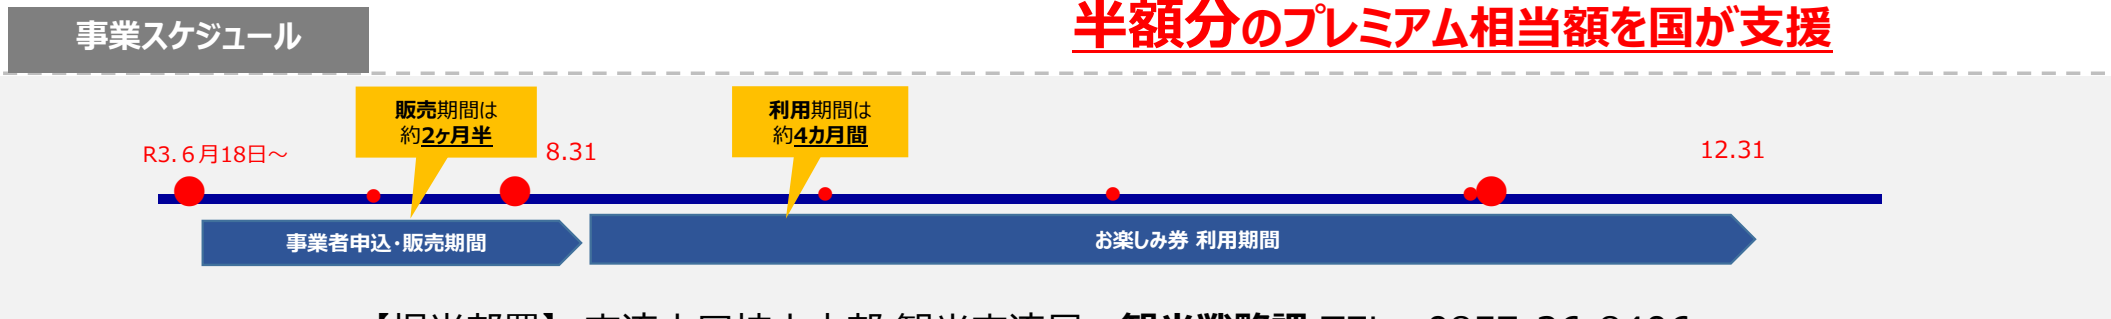 半額分のプレミアム相当額を国が支援
事業スケジュール
販売期間は
約2ヶ月半
利用期間は
約4カ月間
R3.６月18日～
8.31
12.31
事業者申込・販売期間
お楽しみ券 利用期間